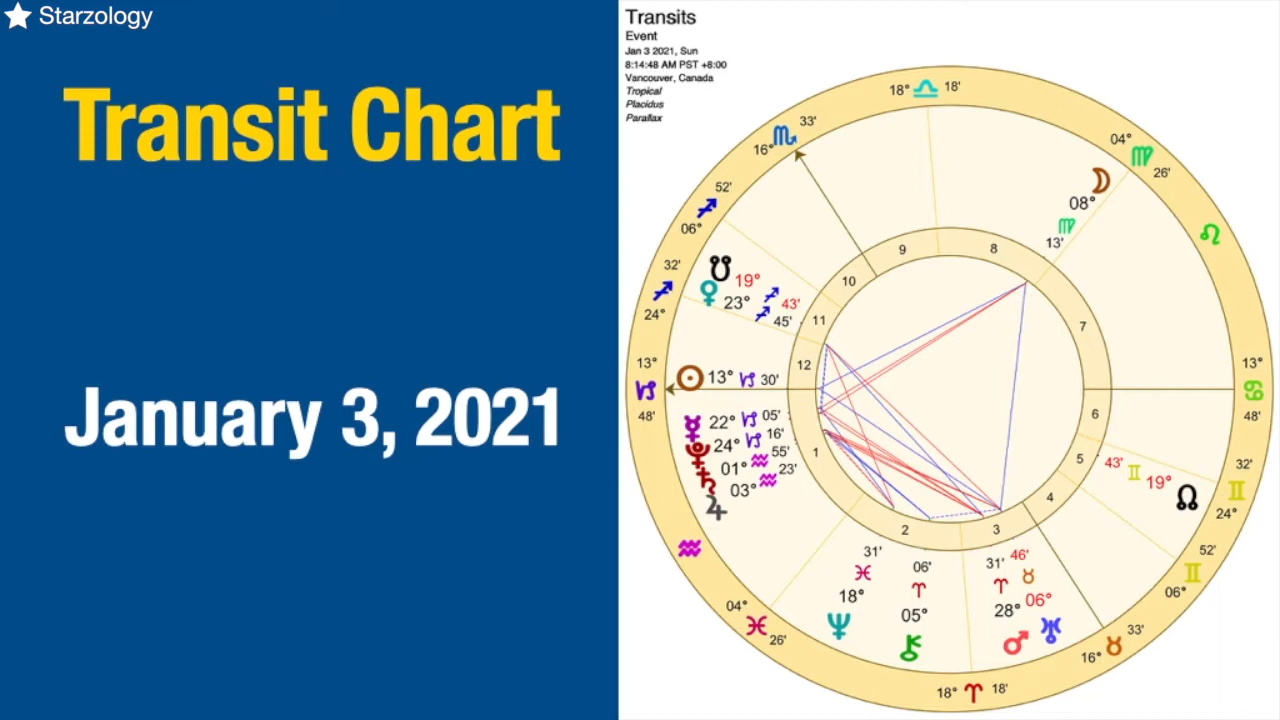 Starzology
Transit Chart
January 3, 2021
Transits
Event
Jan 3 2021, Sun
8:14:48 AM PST +8:00
Vancouver, Canada
Tropical
Placidus
Parallax
18° ♎ 18'
04° ♍ 26'
♌
13° ♋ 48'
32' ♊ 24°
52' ♊ 06°
33' ♉ 16°
18° ♈ 18'
04° ♓ 26'
♒
13° ♑ 48'
32' ♐ 24°
52' ♐ 06°
33' ♏ 16°
☽ 08° ♍ 13'
☋ 19° ♐ 43'
♀ 23° ♐ 45'
☉ 13° ♑ 30'
☿ 22° ♑ 05'
♇ 24° ♑ 16'
♄ 01° ♒ 55'
♃ 03° ♒ 23'
♆ 18° ♓ 31'
⚷ 05° ♈ 06'
♂ 28° ♈ 31'
♅ 06° ♉ 46'
43' ♊ 19° ☊
1
2
3
4
5
6
7
8
9
10
11
12